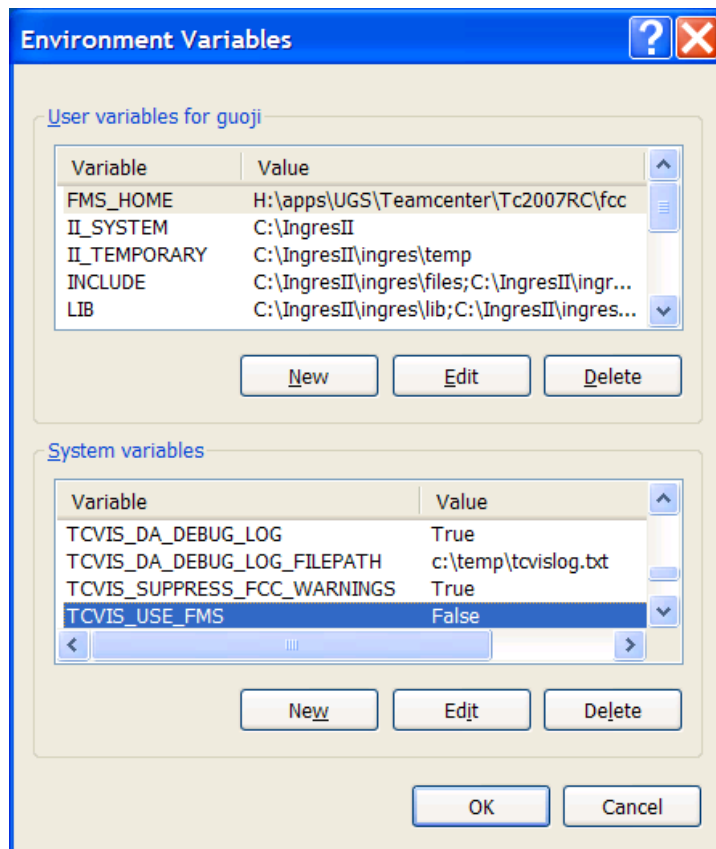 Environment Variables
User variables for guoji
Variable Value
FMS_HOME H:\apps\UGS\Teamcenter\Tc2007RC\fcc
II_SYSTEM C:\IngresII
II_TEMPORARY C:\IngresII\ingres\temp
INCLUDE C:\IngresII\ingres\files;C:\IngresII\ingr...
LIB C:\IngresII\ingres\lib;C:\IngresII\ingres...
New Edit Delete
System variables
Variable Value
TCVIS_DA_DEBUG_LOG True
TCVIS_DA_DEBUG_LOG_FILEPATH c:\temp\tcvislog.txt
TCVIS_SUPPRESS_FCC_WARNINGS True
TCVIS_USE_FMS False
New Edit Delete
OK Cancel